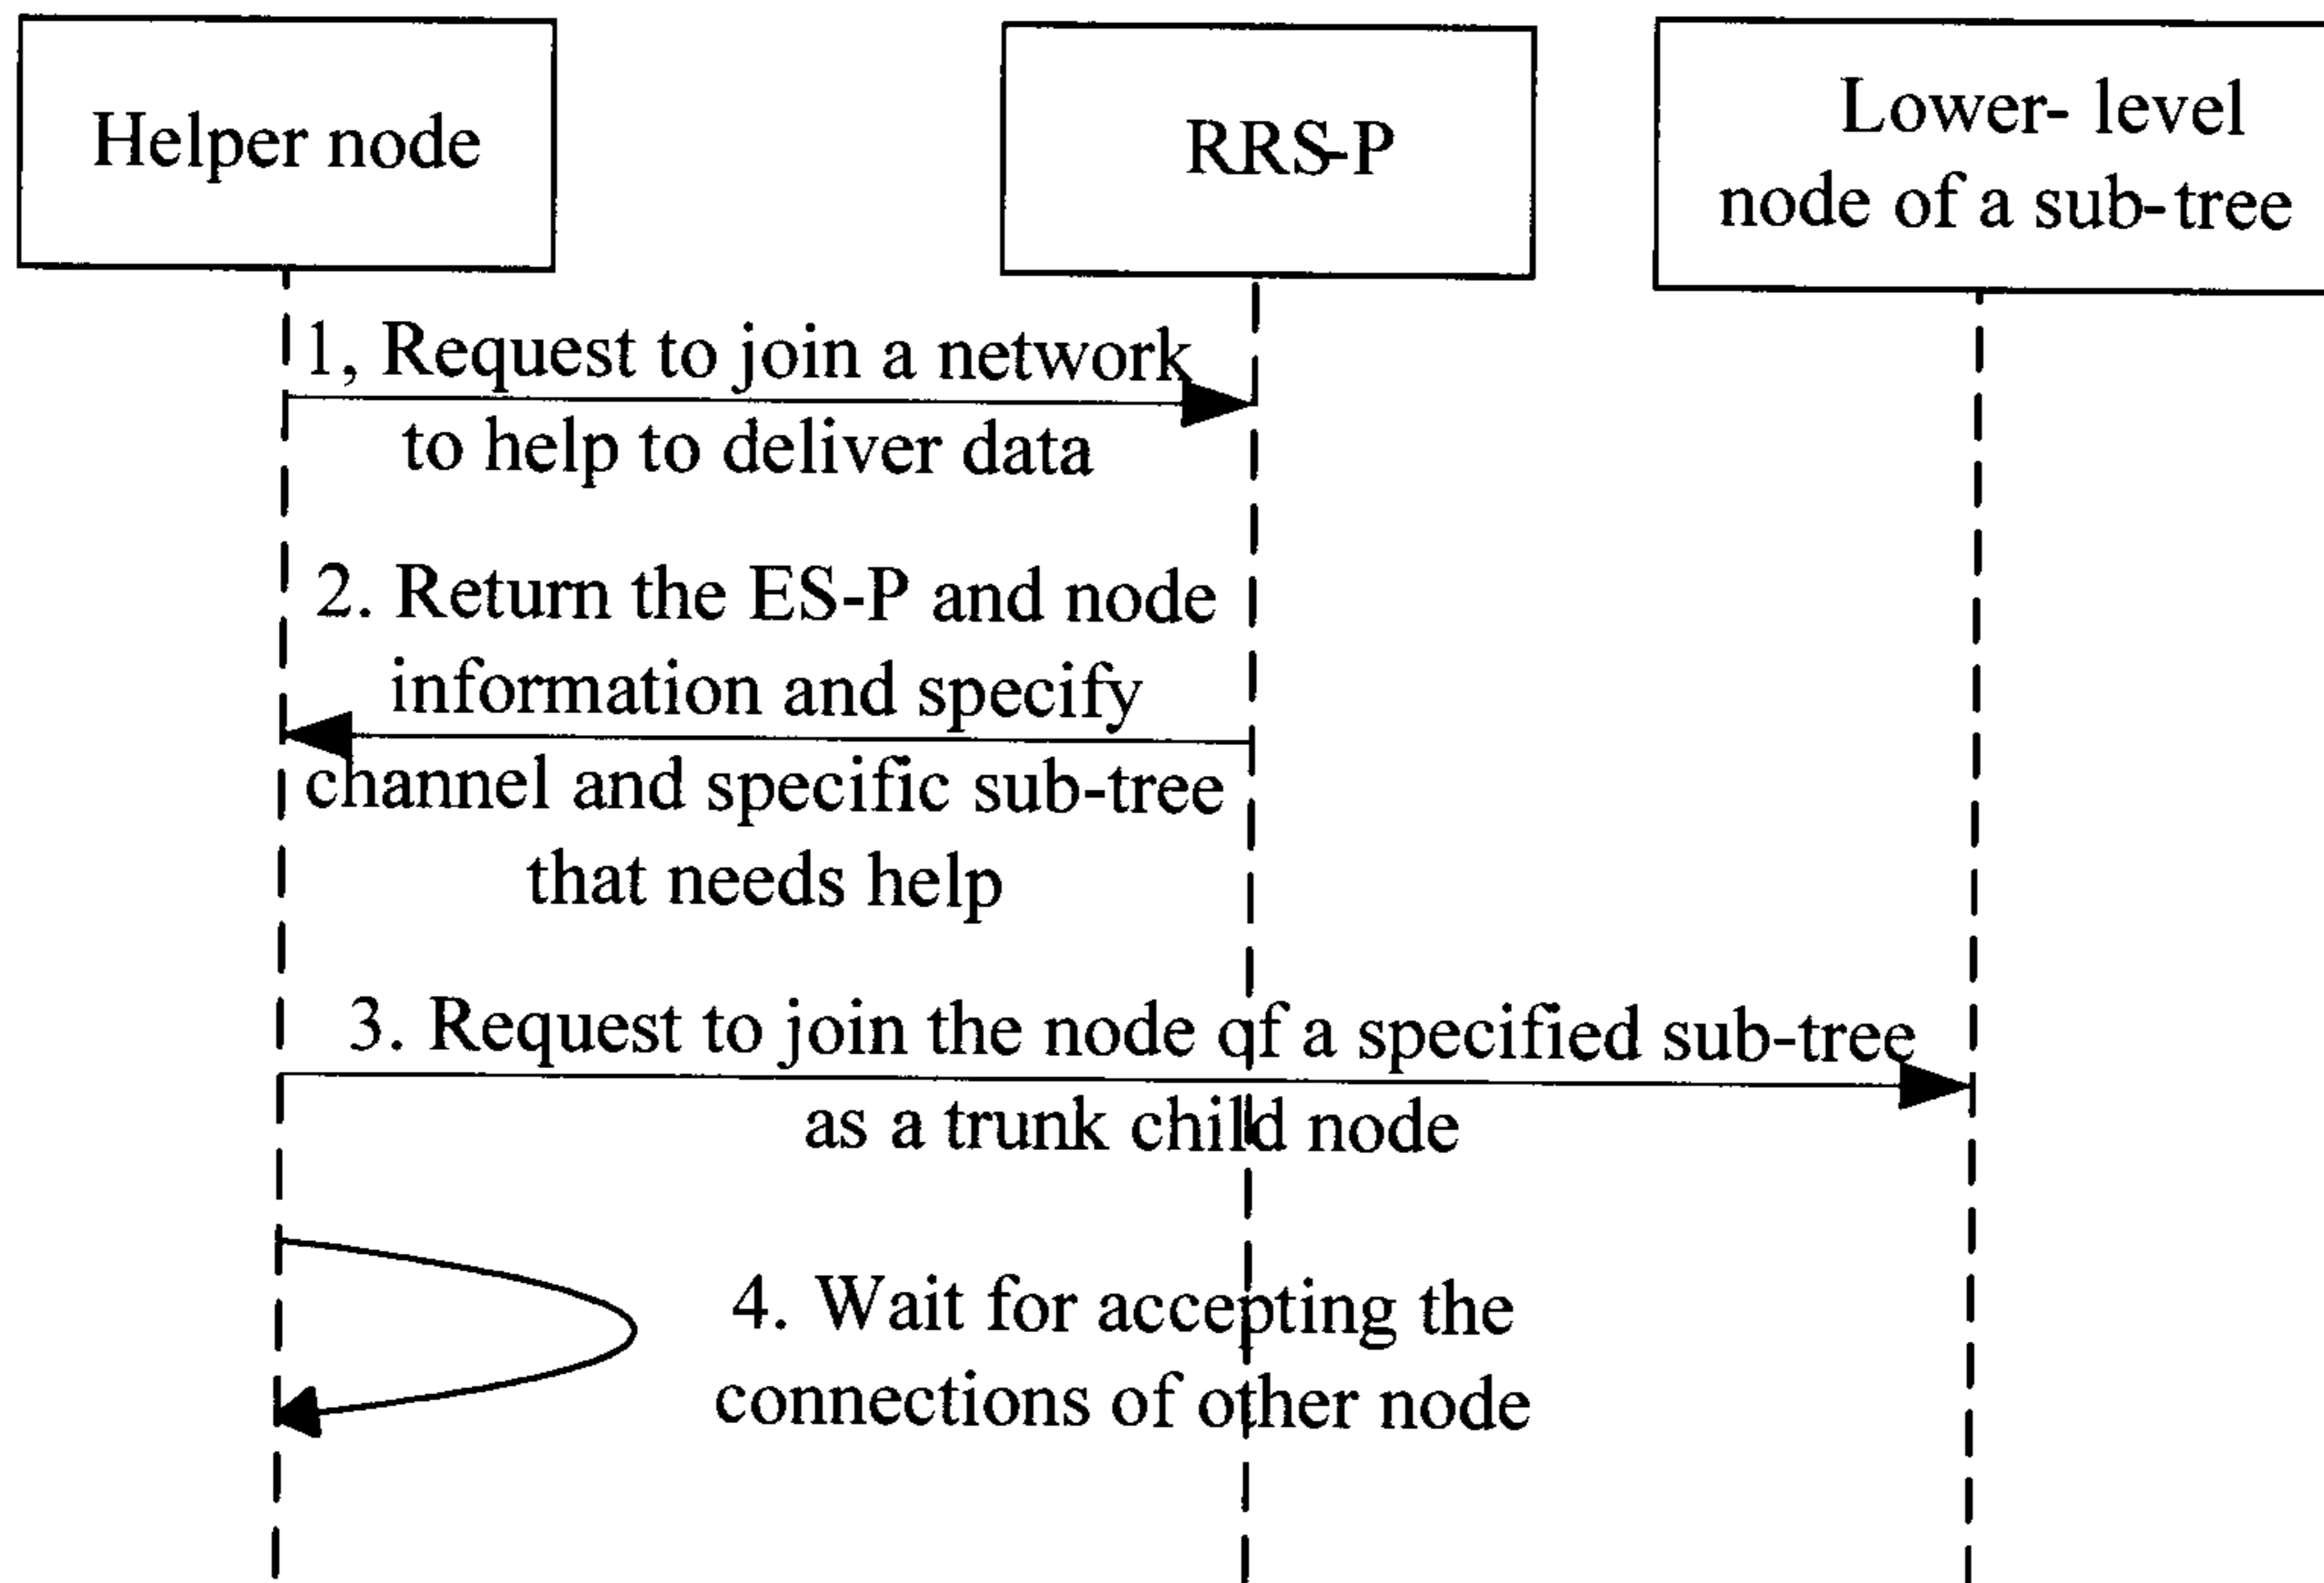 Helper node
RRS-P
Lower- level
node of a sub-tree
1, Request to join a network
to help to deliver data
2. Return the ES-P and node
information and specify
channel and specific sub-tree
that needs help
3. Request to join the node of a specified sub-tree
as a trunk child node
4. Wait for accepting the
connections of other node